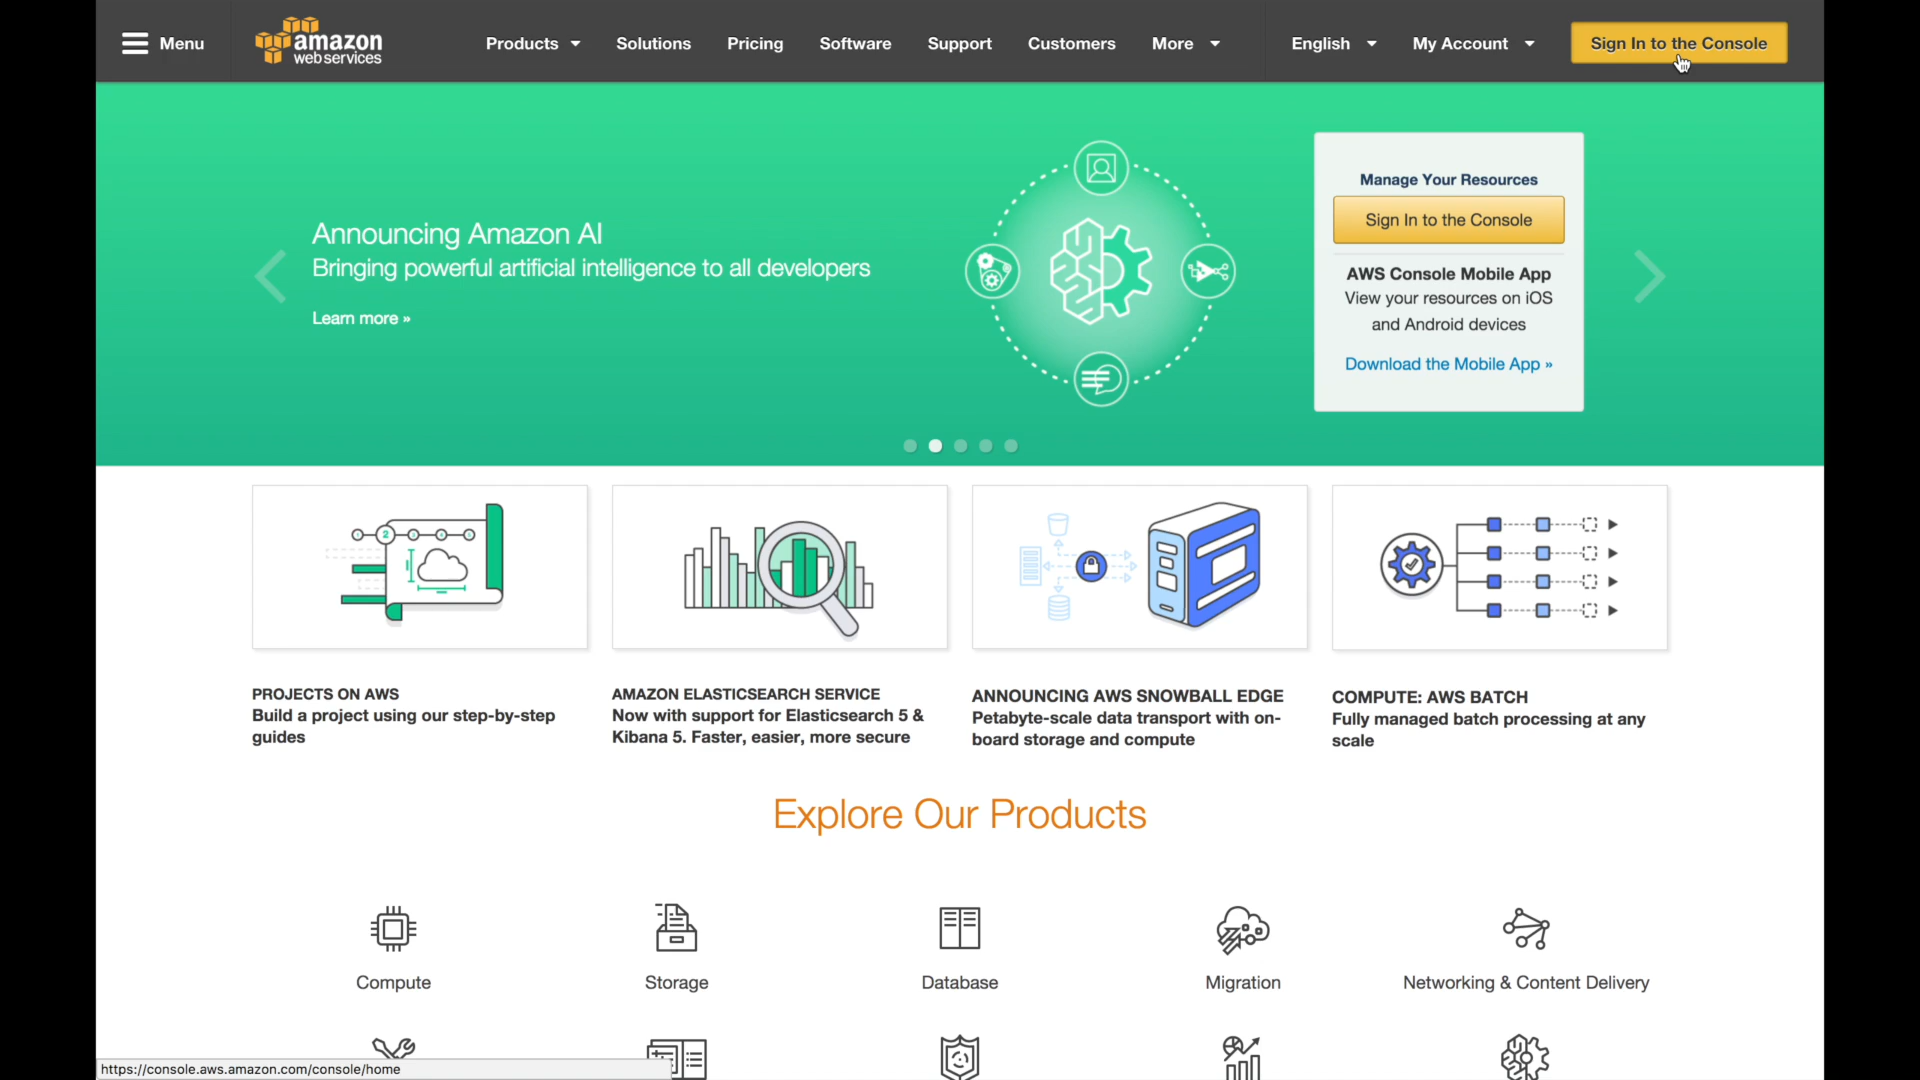 Menu
amazon
web services
Products
Solutions
Pricing
Software
Support
Customers
More
English
My Account
Sign In to the Console
Announcing Amazon AI
Bringing powerful artificial intelligence to all developers
Learn more »
Manage Your Resources
Sign In to the Console
AWS Console Mobile App
View your resources on iOS
and Android devices
Download the Mobile App »
2
PROJECTS ON AWS
Build a project using our step-by-step
guides
AMAZON ELASTICSEARCH SERVICE
Now with support for Elasticsearch 5 &
Kibana 5. Faster, easier, more secure
ANNOUNCING AWS SNOWBALL EDGE
Petabyte-scale data transport with on-
board storage and compute
COMPUTE: AWS BATCH
Fully managed batch processing at any
scale
Explore Our Products
Compute
Storage
Database
Migration
Networking & Content Delivery
https://console.aws.amazon.com/console/home